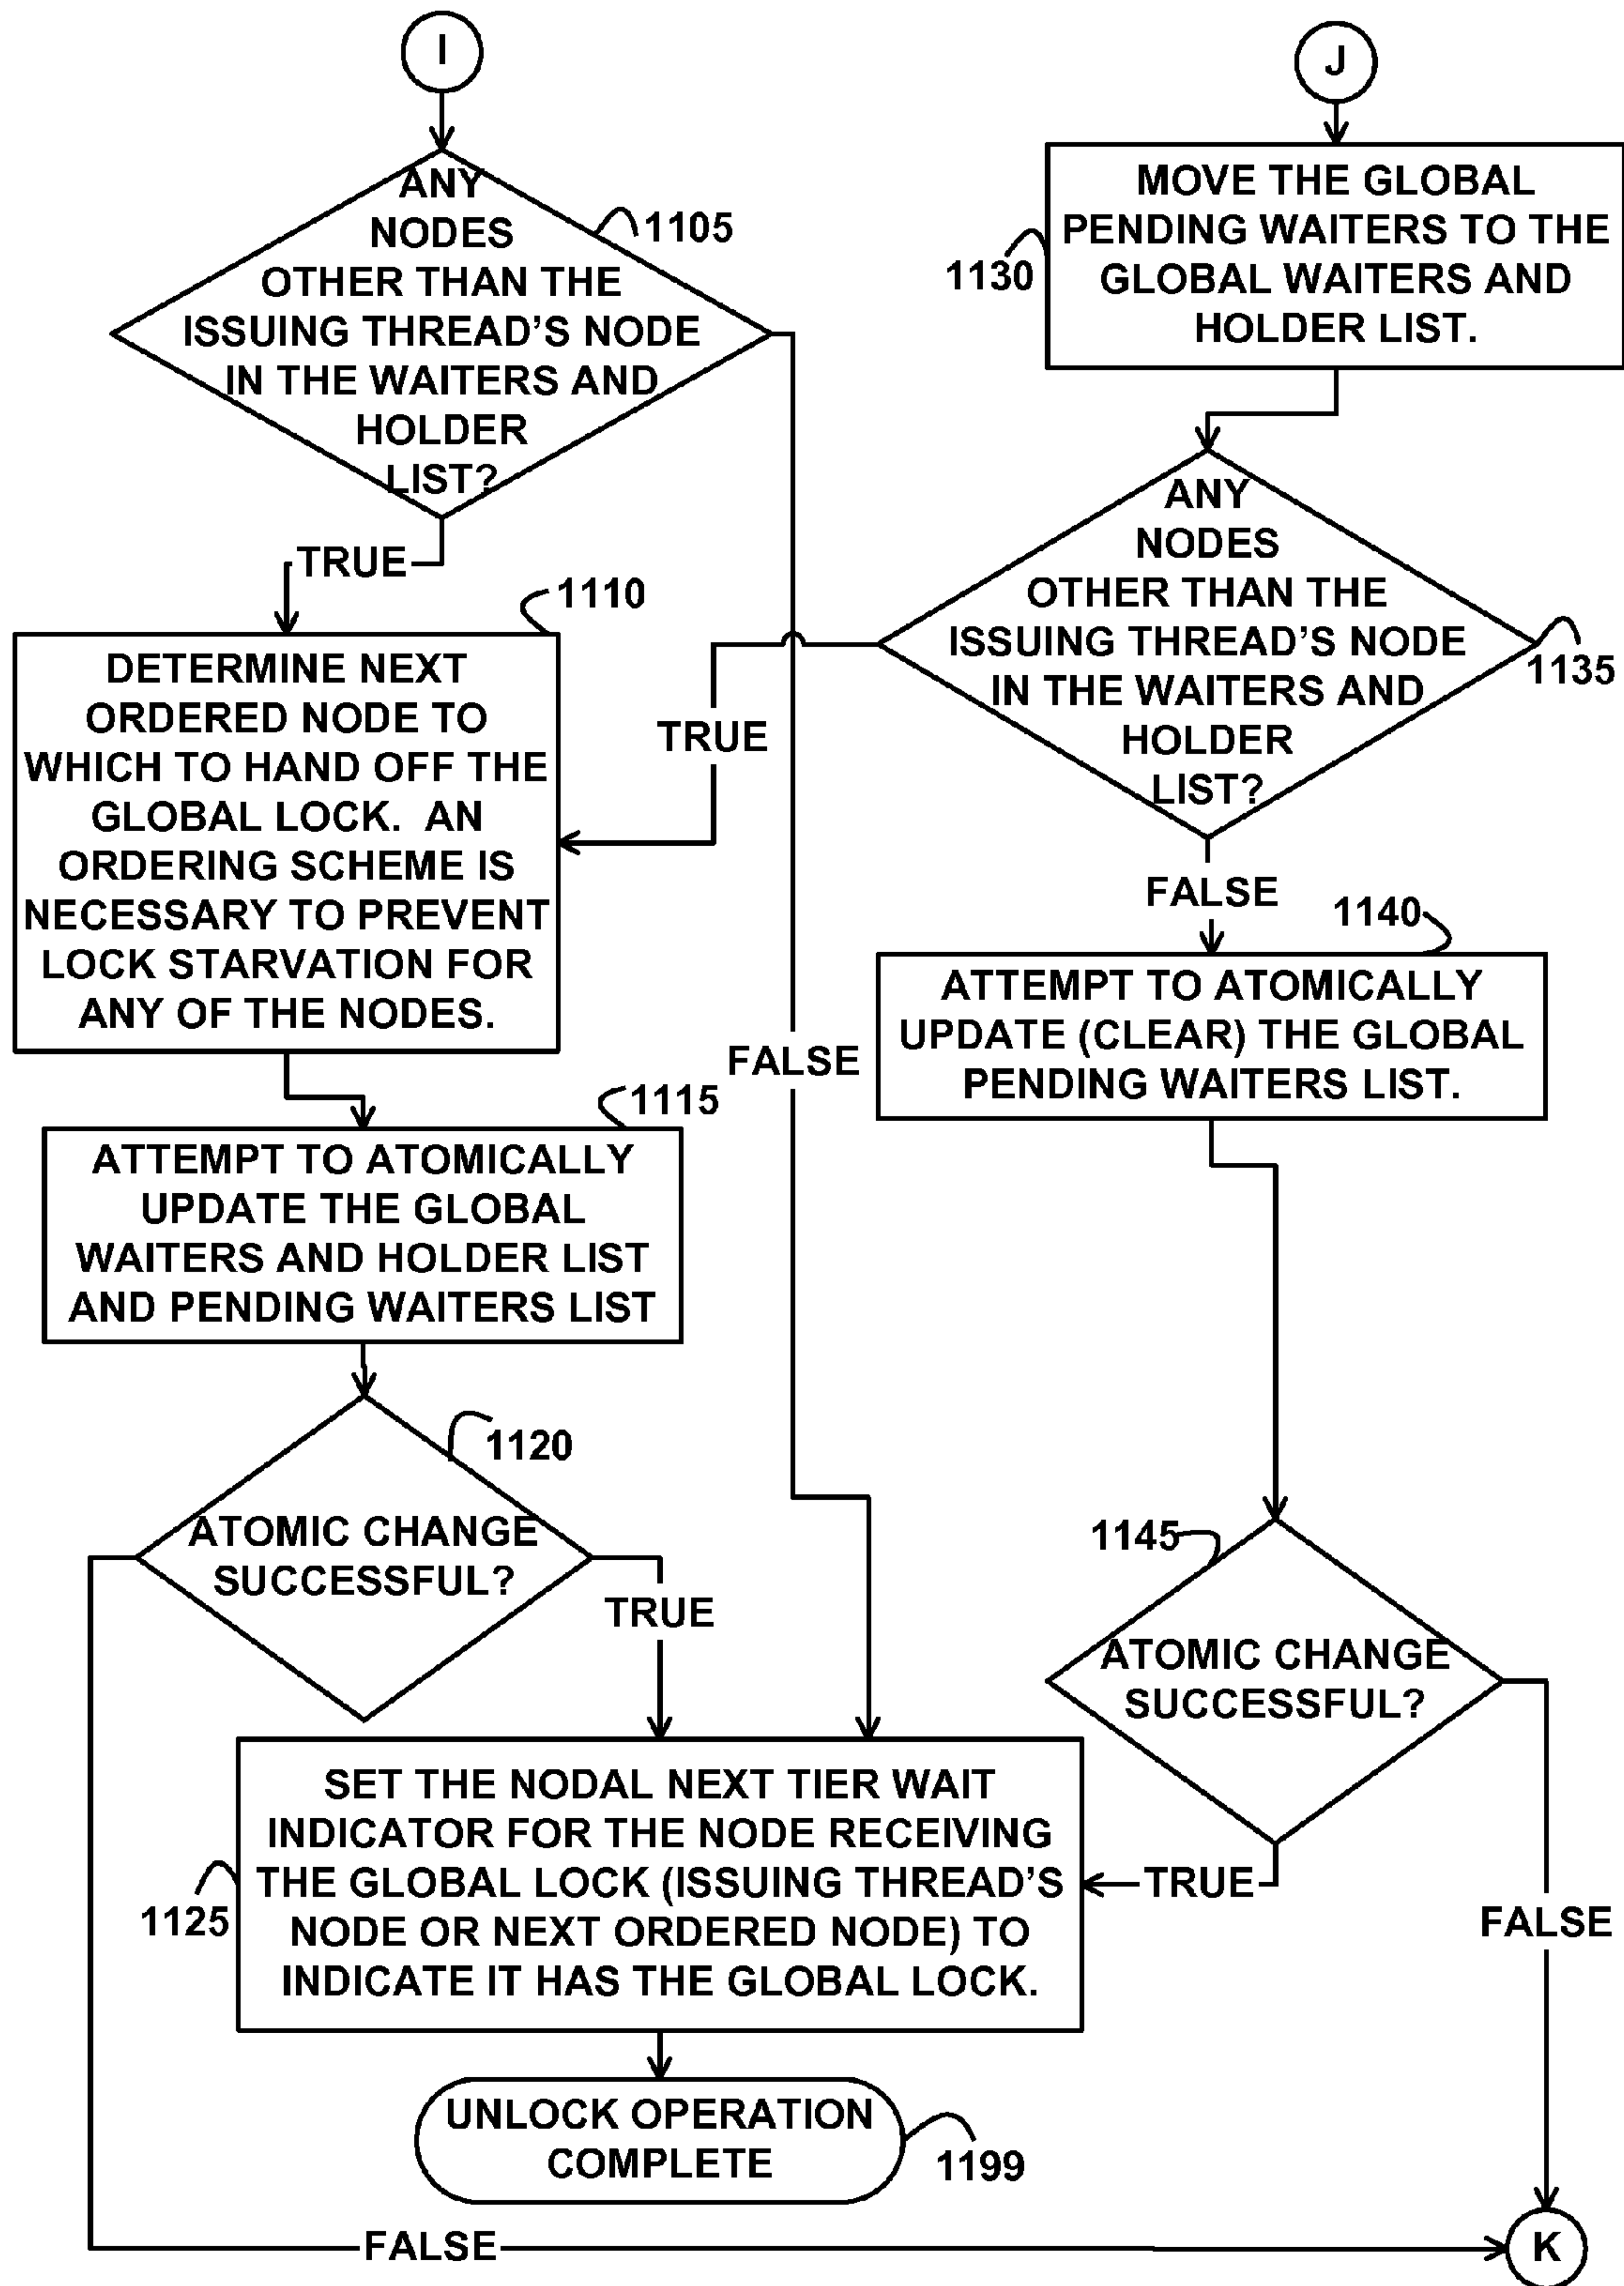 I
ANY
NODES
OTHER THAN THE
ISSUING THREAD'S NODE
IN THE WAITERS AND
HOLDER
LIST?
1105
TRUE
1110
DETERMINE NEXT
ORDERED NODE TO
WHICH TO HAND OFF THE
GLOBAL LOCK. AN
ORDERING SCHEME IS
NECESSARY TO PREVENT
LOCK STARVATION FOR
ANY OF THE NODES.
1115
ATTEMPT TO ATOMICALLY
UPDATE THE GLOBAL
WAITERS AND HOLDER LIST
AND PENDING WAITERS LIST
1120
ATOMIC CHANGE
SUCCESSFUL?
TRUE
FALSE
J
MOVE THE GLOBAL
PENDING WAITERS TO THE
GLOBAL WAITERS AND
HOLDER LIST.
1130
ANY
NODES
OTHER THAN THE
ISSUING THREAD'S NODE
IN THE WAITERS AND
HOLDER
LIST?
1135
TRUE
FALSE
1140
ATTEMPT TO ATOMICALLY
UPDATE (CLEAR) THE GLOBAL
PENDING WAITERS LIST.
1145
ATOMIC CHANGE
SUCCESSFUL?
TRUE
FALSE
SET THE NODAL NEXT TIER WAIT
INDICATOR FOR THE NODE RECEIVING
THE GLOBAL LOCK (ISSUING THREAD'S
NODE OR NEXT ORDERED NODE) TO
INDICATE IT HAS THE GLOBAL LOCK.
1125
UNLOCK OPERATION
COMPLETE
1199
FALSE
K